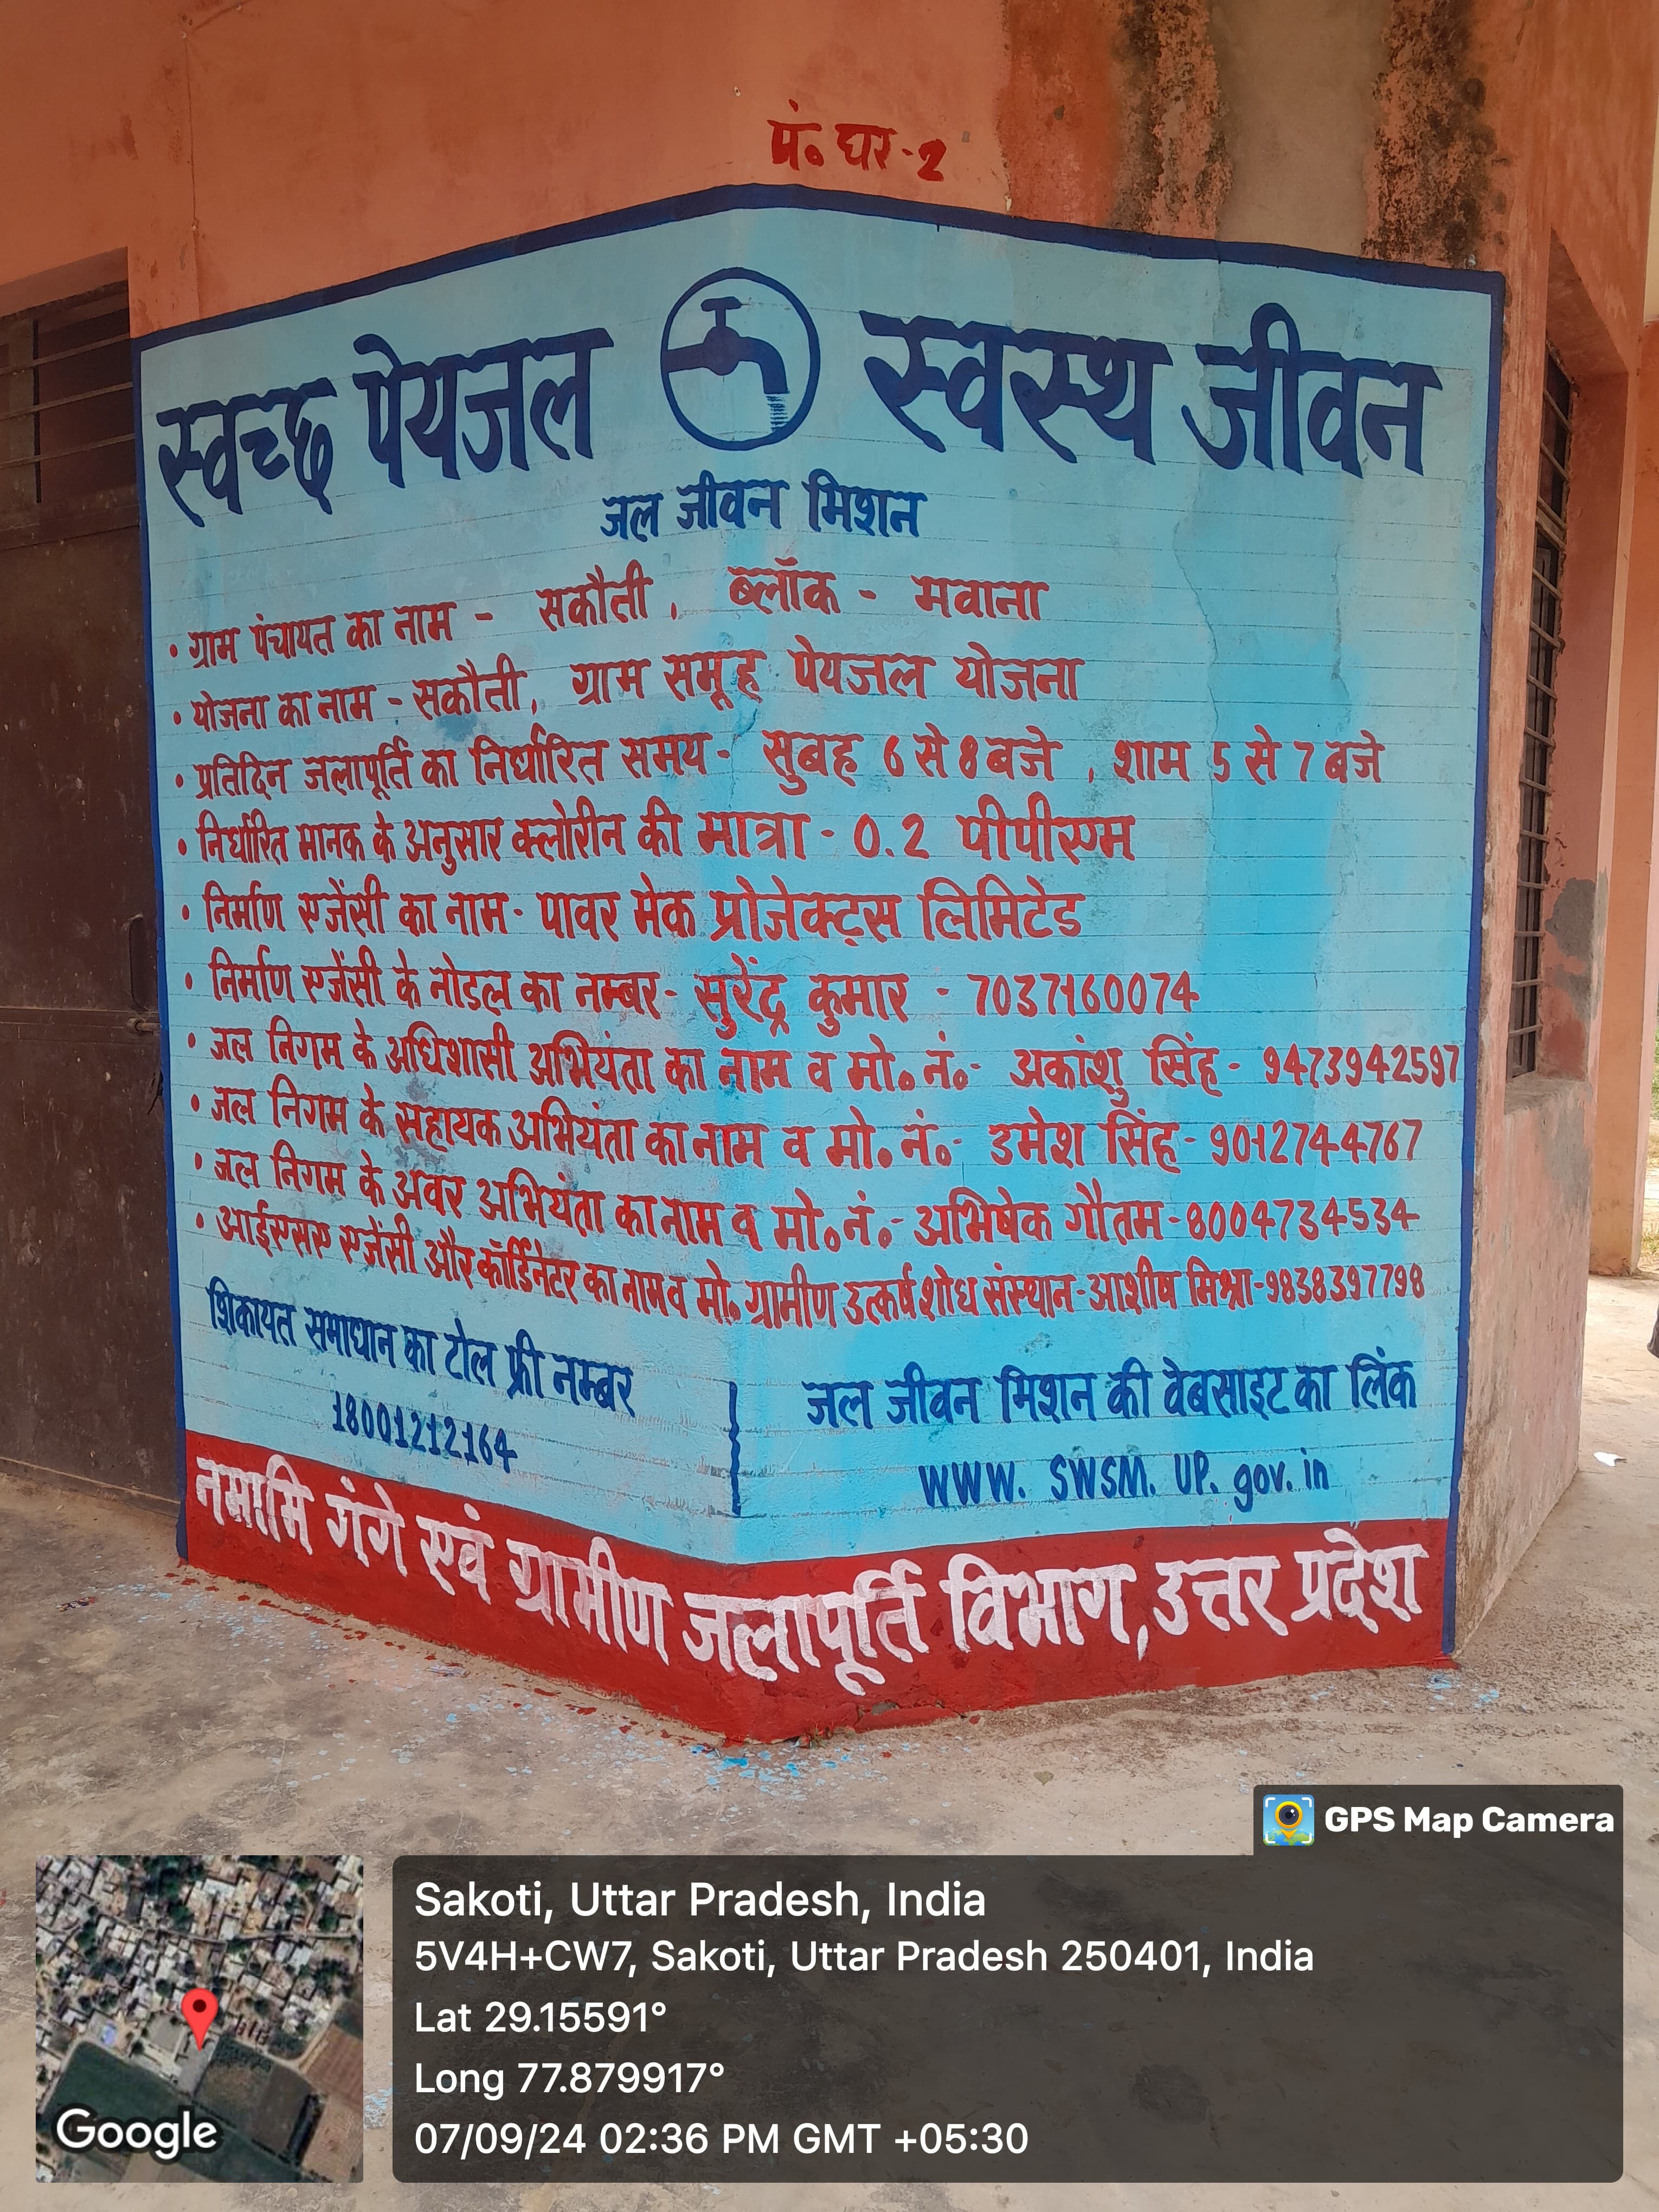 पं० घर-2
स्वच्छ पेयजल स्वस्थ जीवन
जल जीवन मिशन
• ग्राम पंचायत का नाम - सकौती, ब्लॉक - मवाना
• योजना का नाम - सकौती, ग्राम समूह पेयजल योजना
• प्रतिदिन जलापूर्ति का निर्धारित समय- सुबह 6 से 8 बजे , शाम 5 से 7 बजे
• निर्धारित मानक के अनुसार क्लोरीन की मात्रा - 0.2 पीपीएम
• निर्माण एजेंसी का नाम- पावर मेक प्रोजेक्ट्स लिमिटेड
• निर्माण एजेंसी के नोडल का नम्बर- सुरेंद्र कुमार - 7037160074
• जल निगम के अधिशासी अभियंता का नाम व मो० नं०- अकांशु सिंह- 9473942597
• जल निगम के सहायक अभियंता का नाम व मो० नं०- उमेश सिंह- 9012744767
• जल निगम के अवर अभियंता का नाम व मो० नं०- अभिषेक गौतम-8004734534
• आईएसए एजेंसी और कॉर्डिनेटर का नाम व मो० ग्रामीण उत्कर्ष शोध संस्थान-आशीष मिश्रा-9838397798
शिकायत समाधान का टोल फ्री नम्बर
18001212164
जल जीवन मिशन की वेबसाइट का लिंक
WWW. SWSM. UP. gov. in
नमामि गंगे एवं ग्रामीण जलापूर्ति विभाग, उत्तर प्रदेश
GPS Map Camera
Sakoti, Uttar Pradesh, India
5V4H+CW7, Sakoti, Uttar Pradesh 250401, India
Lat 29.15591°
Long 77.879917°
07/09/24 02:36 PM GMT +05:30
Google